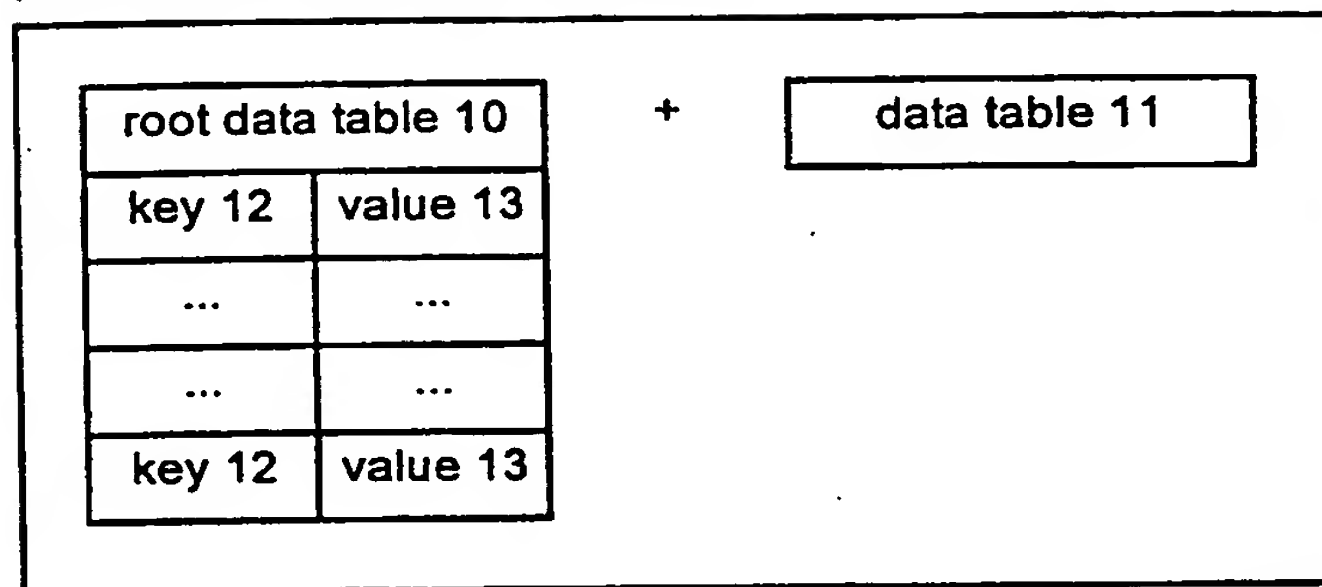 root data table 10 + data table 11
key 12 value 13
... ...
... ...
key 12 value 13